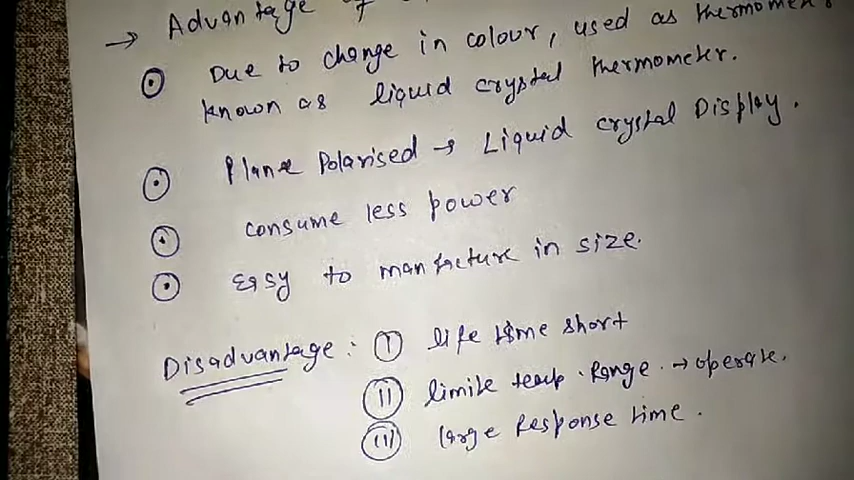 → Advantage of
⊙ Due to change in colour, used as thermometer
known as liquid crystal thermometer.
⊙ Plane Polarised → Liquid crystal Display.
⊙ consume less power
⊙ Easy to manfacture in size.
Disadvantage : (I) life time short
(II) limite temp. Range. → operate.
(III) large Response time.